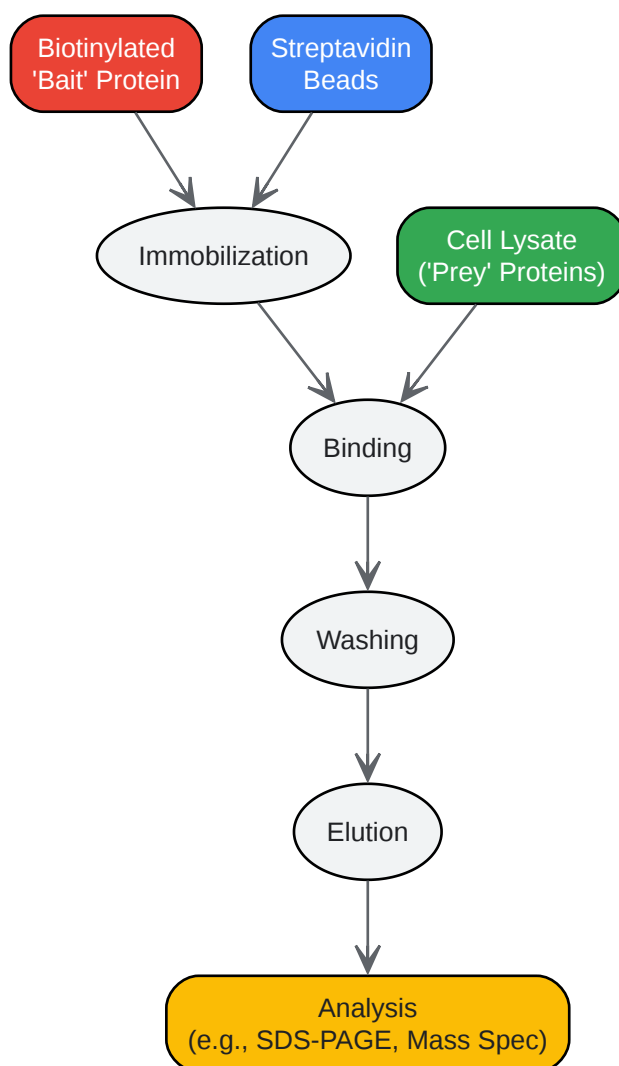 Biotinylated
'Bait' Protein
Streptavidin
Beads
Immobilization
Cell Lysate
('Prey' Proteins)
Binding
Washing
Elution
Analysis
(e.g., SDS-PAGE, Mass Spec)